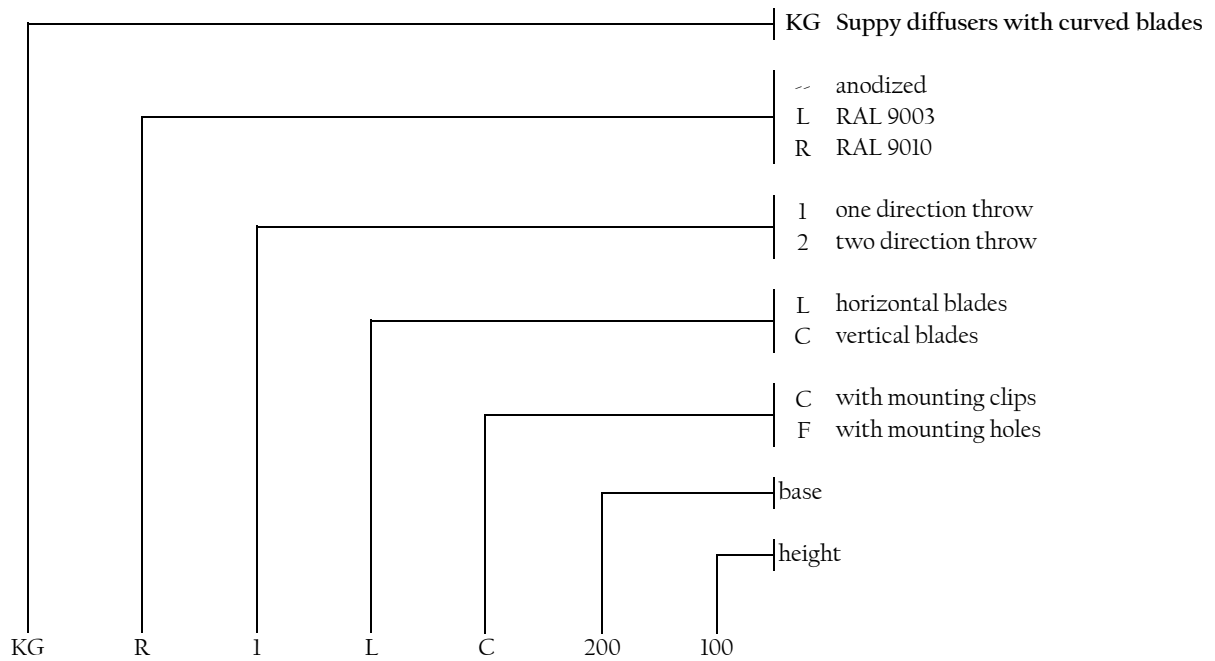 KG Suppy diffusers with curved blades
-- anodized
L RAL 9003
R RAL 9010
1 one direction throw
2 two direction throw
L horizontal blades
C vertical blades
C with mounting clips
F with mounting holes
base
height
KG R 1 L C 200 100